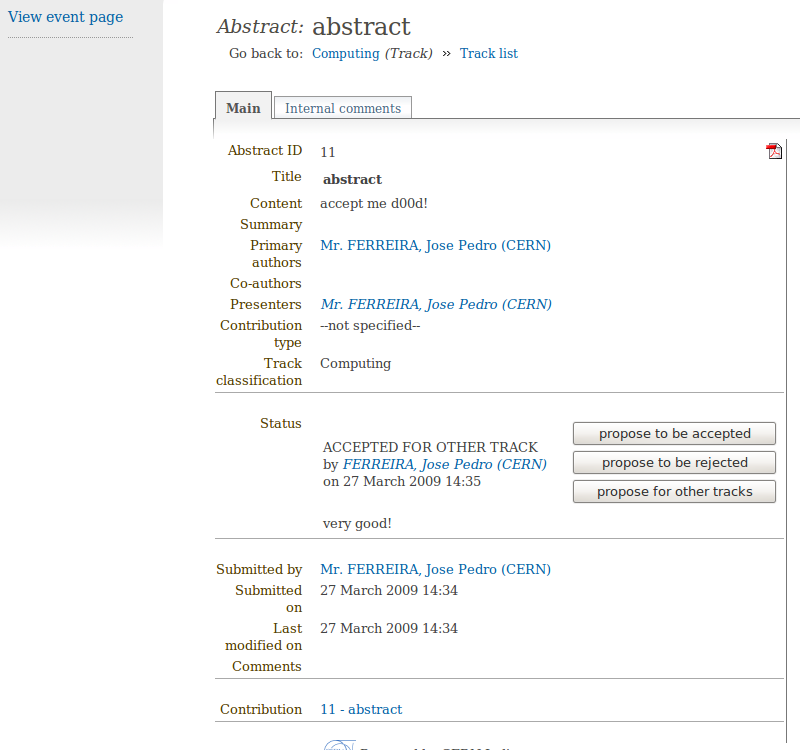 View event page
Abstract: abstract
Go back to: Computing (Track) » Track list
Main Internal comments
Abstract ID 11
Title abstract
Content accept me d00d!
Summary
Primary authors Mr. FERREIRA, Jose Pedro (CERN)
Co-authors
Presenters Mr. FERREIRA, Jose Pedro (CERN)
Contribution type --not specified--
Track classification Computing
Status
ACCEPTED FOR OTHER TRACK
by FERREIRA, Jose Pedro (CERN)
on 27 March 2009 14:35
very good!
propose to be accepted
propose to be rejected
propose for other tracks
Submitted by Mr. FERREIRA, Jose Pedro (CERN)
Submitted on 27 March 2009 14:34
Last modified on 27 March 2009 14:34
Comments
Contribution 11 - abstract